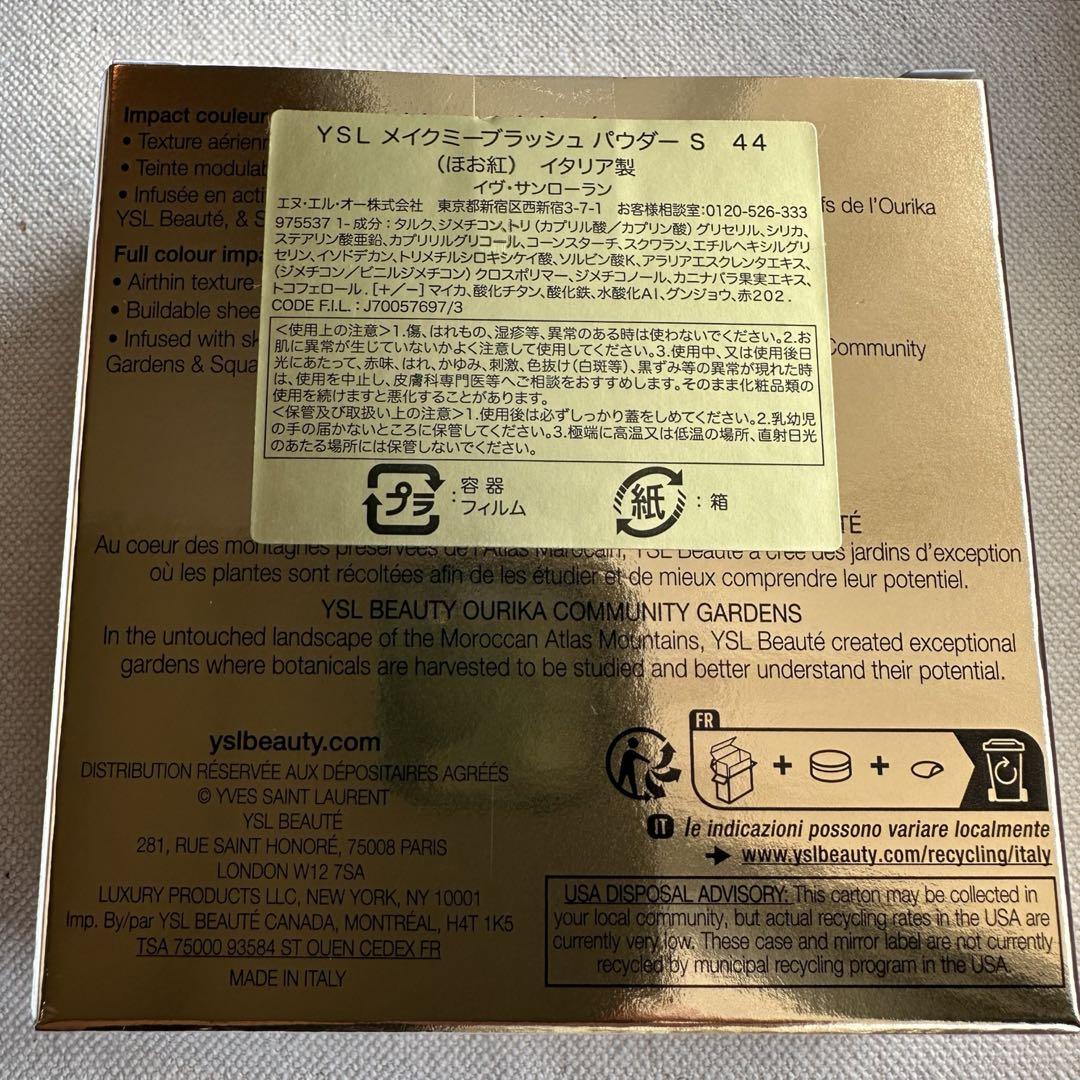 Impact couleur
• Texture aérien
• Teinte modulab
• Infusée en acti
fs de l'Ourika
YSL Beauté, & S
Full colour impa
• Airthin texture
• Buildable shee
• Infused with sk
Community
Gardens & Squa
YSL メイクミーブラッシュ パウダー S 44
(ほお紅) イタリア製
イヴ・サンローラン
エヌ・エル・オー株式会社 東京都新宿区西新宿3-7-1 お客様相談室:0120-526-333
975537 1- 成分:タルク、ジメチコン、トリ(カプリル酸/カプリン酸)グリセリル、シリカ、
ステアリン酸亜鉛、カプリリルグリコール、コーンスターチ、スクワラン、エチルヘキシルグリ
セリン、イソドデカン、トリメチルシロキシケイ酸、ソルビン酸K、アラリアエスクレンタエキス、
(ジメチコン/ビニルジメチコン)クロスポリマー、ジメチコノール、カニナバラ果実エキス、
トコフェロール. [+/−] マイカ、酸化チタン、酸化鉄、水酸化Al、グンジョウ、赤202.
CODE F.I.L. : J70057697/3
<使用上の注意>1.傷、はれもの、湿疹等、異常のある時は使わないでください。2.お
肌に異常が生じていないかよく注意して使用してください。3.使用中、又は使用後日
光にあたって、赤味、はれ、かゆみ、刺激、色抜け(白斑等)、黒ずみ等の異常が現れた時
は、使用を中止し、皮膚科専門医等へご相談をおすすめします。そのまま化粧品類の
使用を続けますと悪化することがあります。
<保管及び取扱い上の注意>1.使用後は必ずしっかり蓋をしめてください。2.乳幼児
の手の届かないところに保管してください。3.極端に高温又は低温の場所、直射日光
のあたる場所には保管しないでください。
プラ : 容器
フィルム
紙 : 箱
TÉ
Au coeur des montagnes préservées de l'Atlas Marocain, YSL Beauté a créé des jardins d'exception
où les plantes sont récoltées afin de les étudier et de mieux comprendre leur potentiel.
YSL BEAUTY OURIKA COMMUNITY GARDENS
In the untouched landscape of the Moroccan Atlas Mountains, YSL Beauté created exceptional
gardens where botanicals are harvested to be studied and better understand their potential.
yslbeauty.com
DISTRIBUTION RÉSERVÉE AUX DÉPOSITAIRES AGRÉÉS
© YVES SAINT LAURENT
YSL BEAUTÉ
281, RUE SAINT HONORÉ, 75008 PARIS
LONDON W12 7SA
LUXURY PRODUCTS LLC, NEW YORK, NY 10001
Imp. By/par YSL BEAUTÉ CANADA, MONTRÉAL, H4T 1K5
TSA 75000 93584 ST OUEN CEDEX FR
MADE IN ITALY
FR
+ +
IT le indicazioni possono variare localmente
www.yslbeauty.com/recycling/italy
USA DISPOSAL ADVISORY: This carton may be collected in
your local community, but actual recycling rates in the USA are
currently very low. These case and mirror label are not currently
recycled by municipal recycling program in the USA.